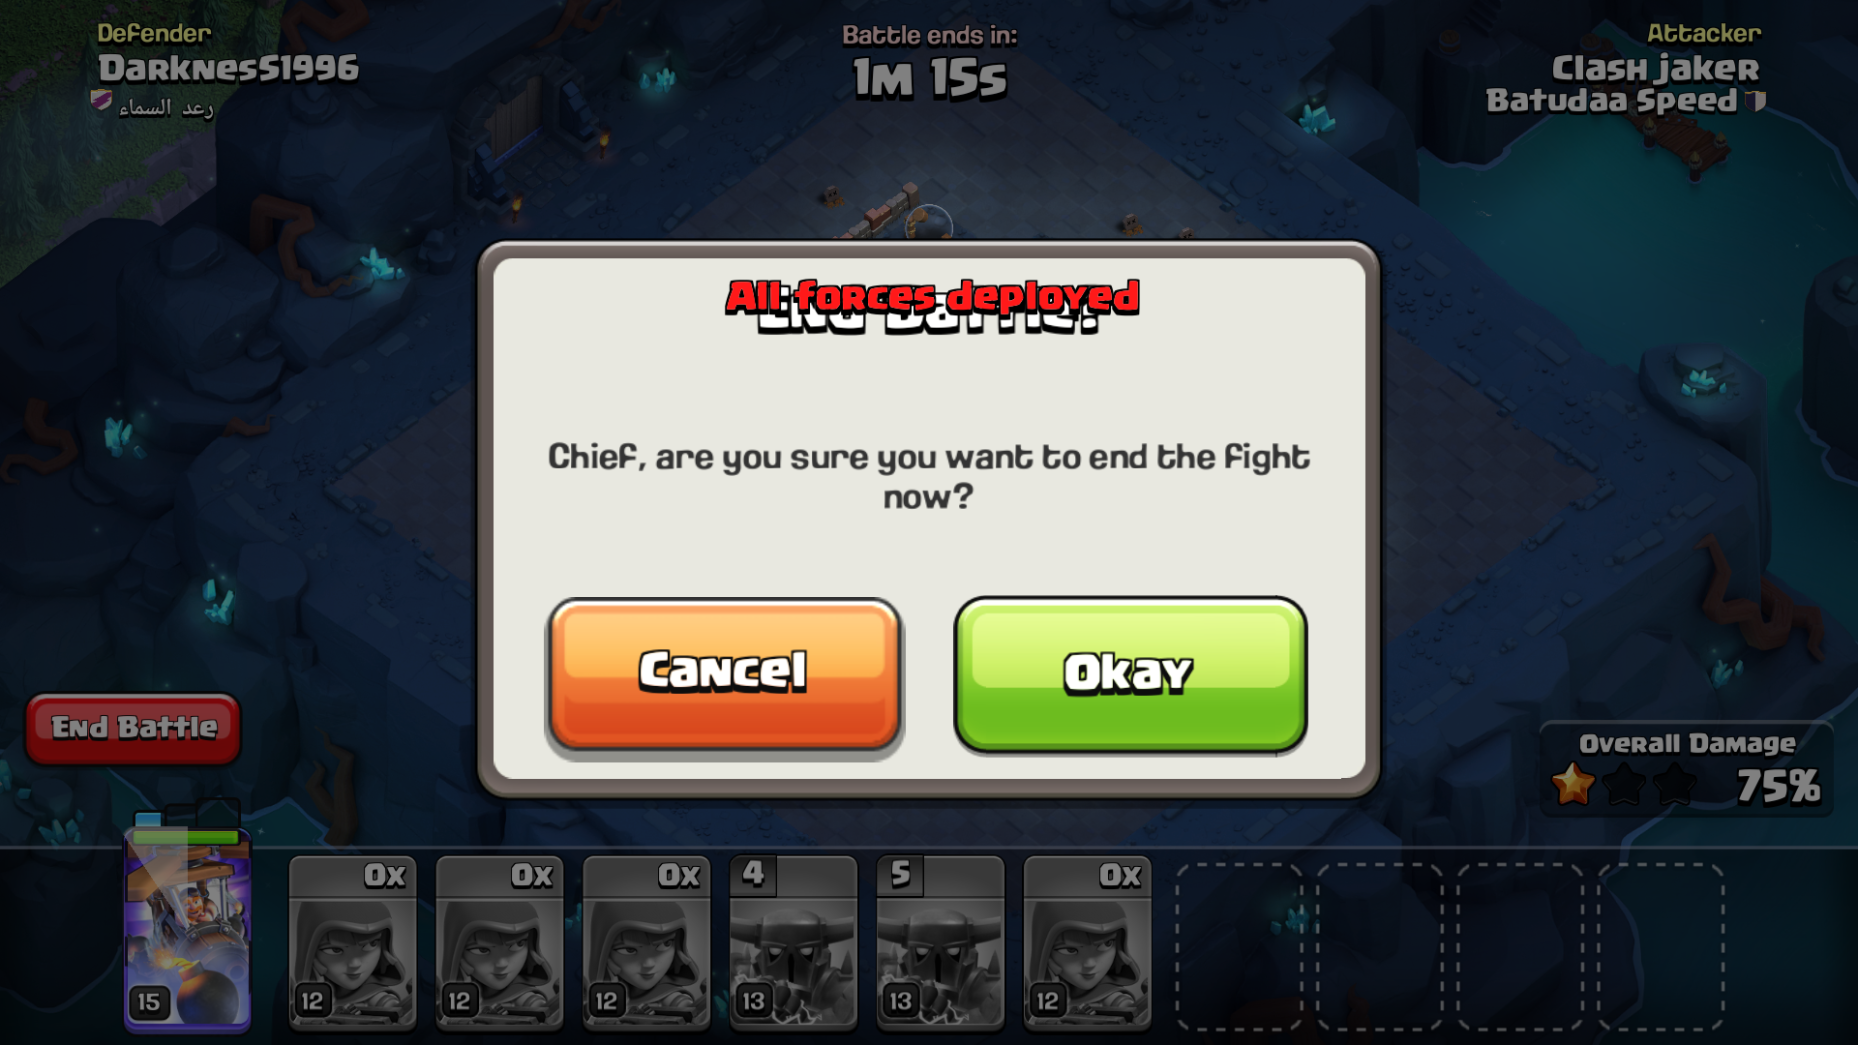 Defender
DarknesS1996
رعد السماء
Battle ends in:
1m 15s
Attacker
Clash jaker
Batudaa Speed
All forces deployed
End Battle?
Chief, are you sure you want to end the fight
now?
Cancel
Okay
End Battle
Overall Damage
75%
0x
0x
0x
4
5
0x
15
12
12
12
13
13
12